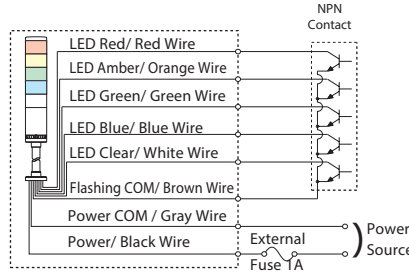 NPN
Contact
LED Red/ Red Wire
LED Amber/ Orange Wire
LED Green/ Green Wire
LED Blue/ Blue Wire
LED Clear/ White Wire
Flashing COM/ Brown Wire
Power COM / Gray Wire
Power/ Black Wire
External
Fuse 1A
Power
Source